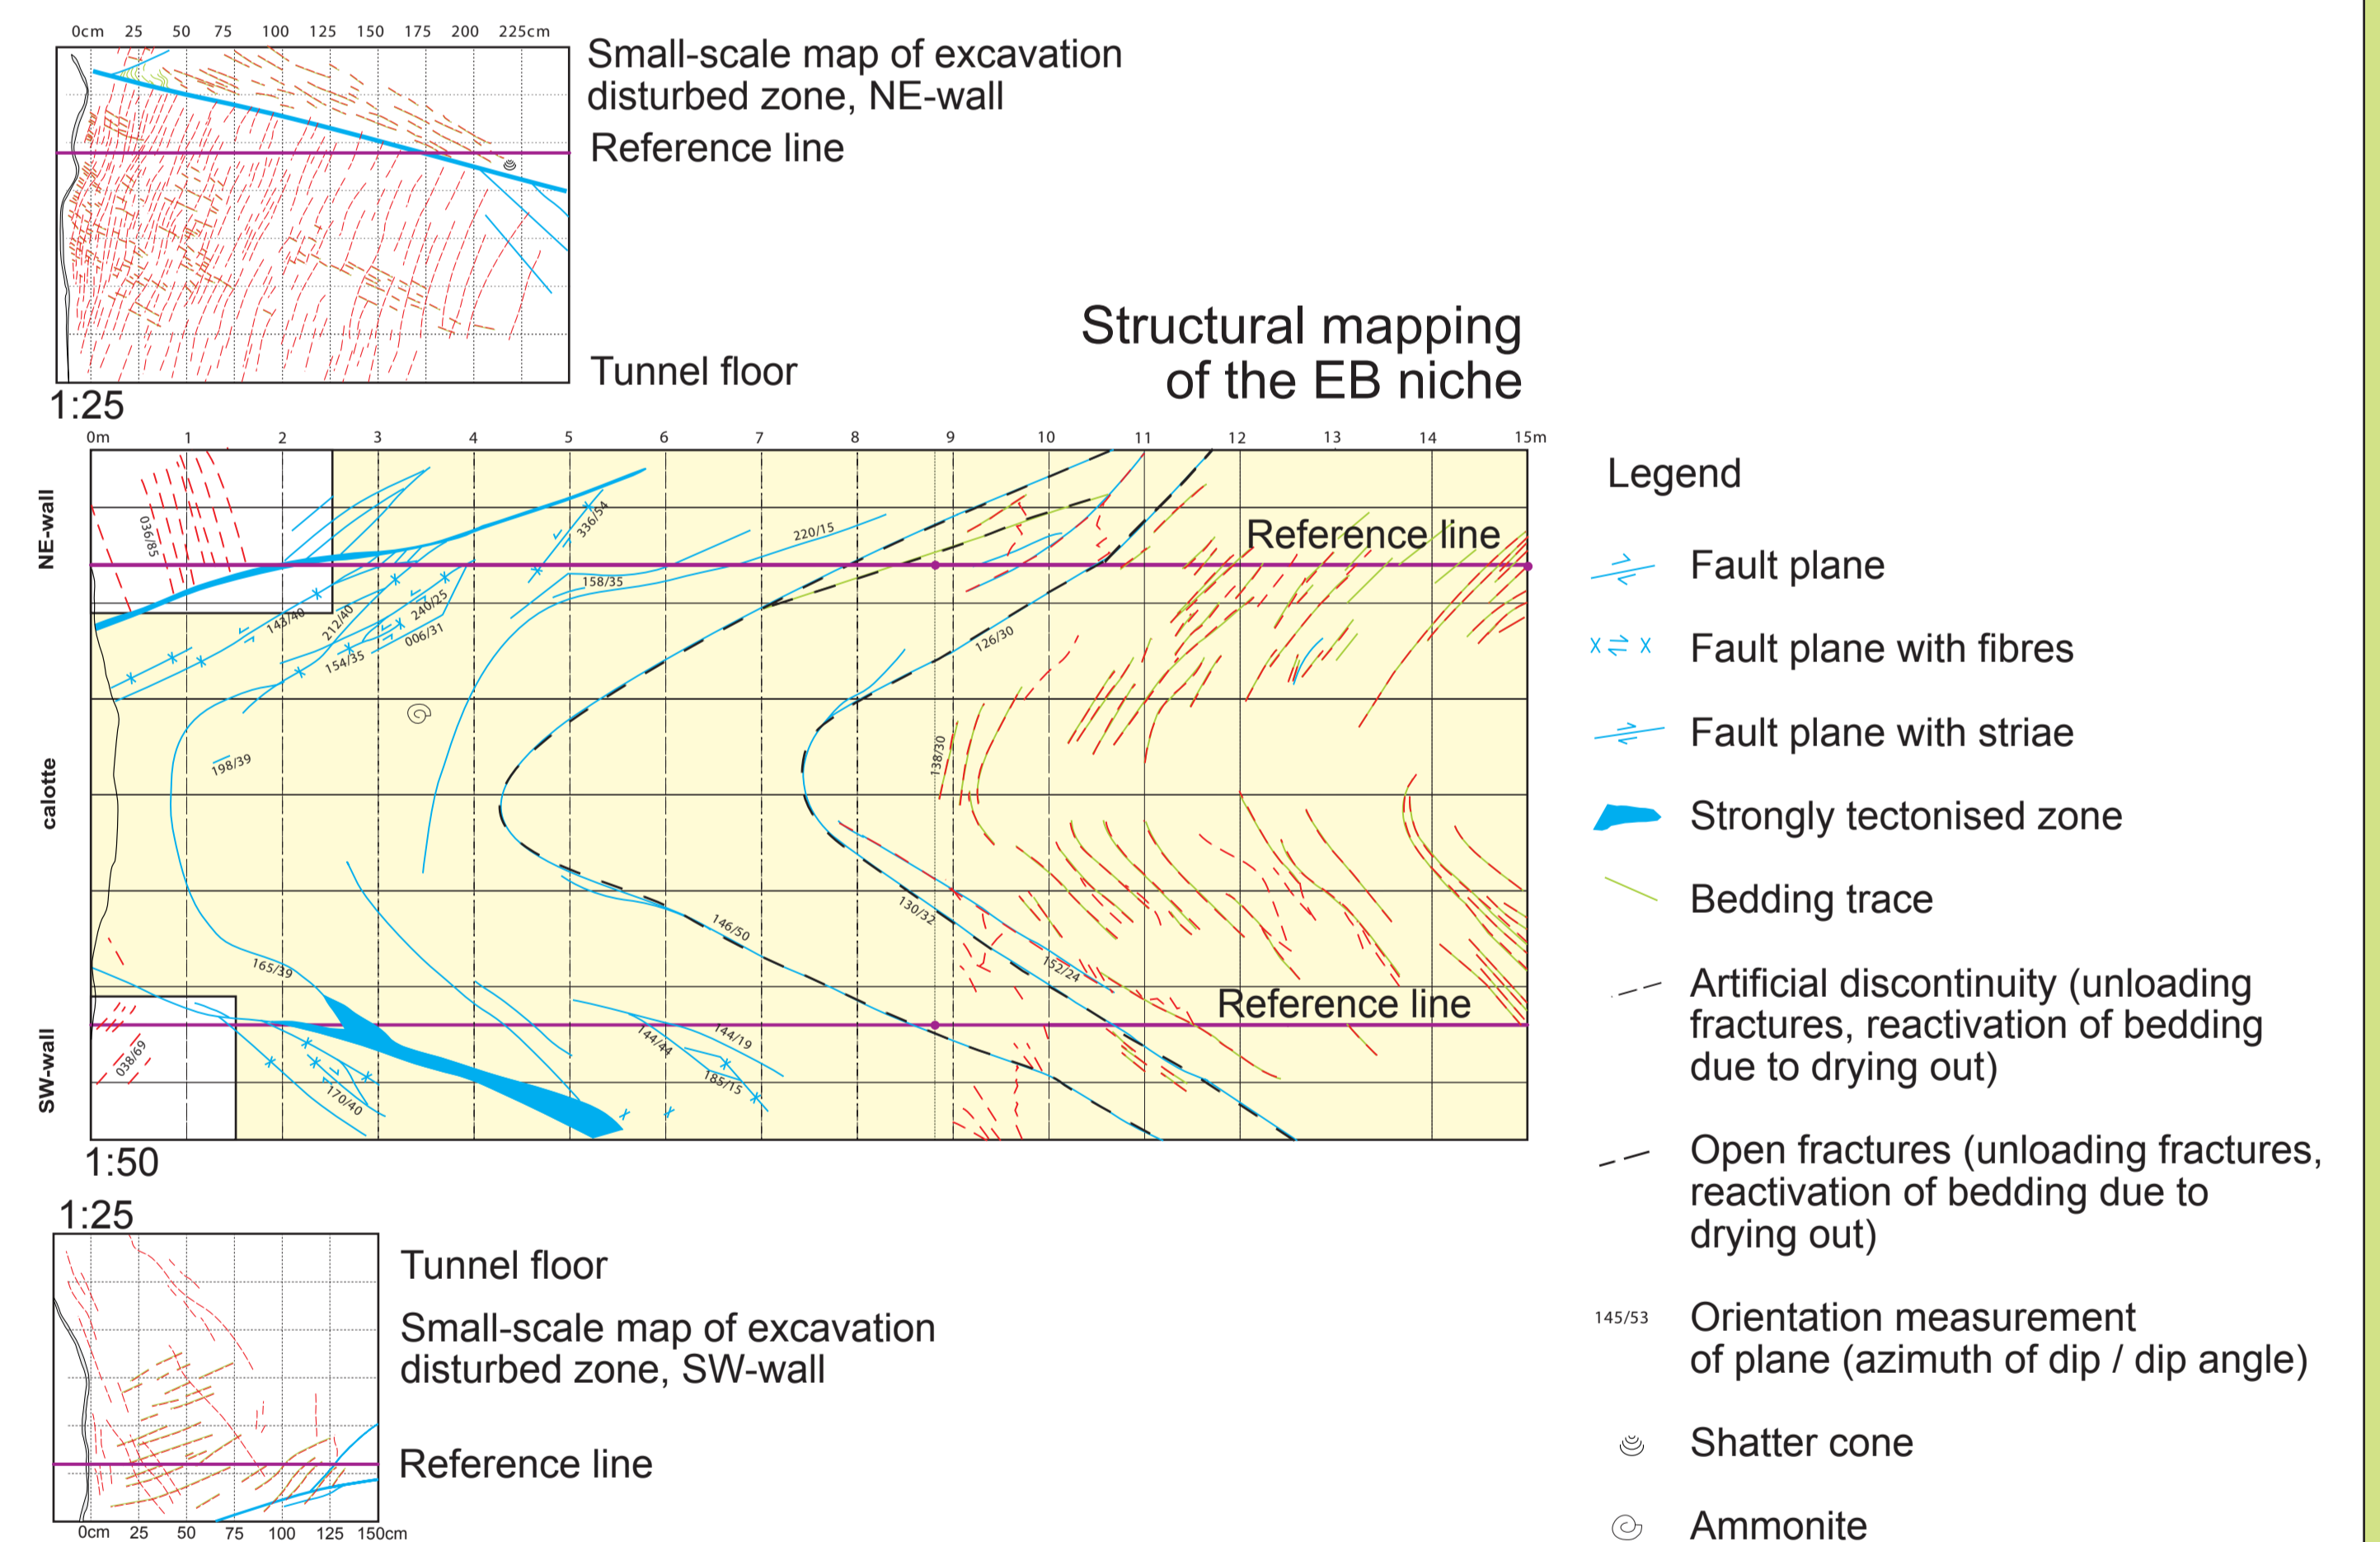 0cm 25 50 75 100 125 150 175 200 225cm
Small-scale map of excavation
disturbed zone, NE-wall
Reference line
Tunnel floor
1:25
Structural mapping
of the EB niche
0m 1 2 3 4 5 6 7 8 9 10 11 12 13 14 15m
NE-wall
calotte
SW-wall
036/85
336/54
220/15
Reference line
158/35
143/40
212/40
240/25
006/31
154/35
126/30
198/39
138/30
146/50
130/32
165/39
152/24
Reference line
038/69
170/40
144/44
144/19
185/15
1:50
1:25
Tunnel floor
Small-scale map of excavation
disturbed zone, SW-wall
Reference line
0cm 25 50 75 100 125 150cm
Legend
Fault plane
Fault plane with fibres
Fault plane with striae
Strongly tectonised zone
Bedding trace
Artificial discontinuity (unloading
fractures, reactivation of bedding
due to drying out)
Open fractures (unloading fractures,
reactivation of bedding due to
drying out)
145/53
Orientation measurement
of plane (azimuth of dip / dip angle)
Shatter cone
Ammonite